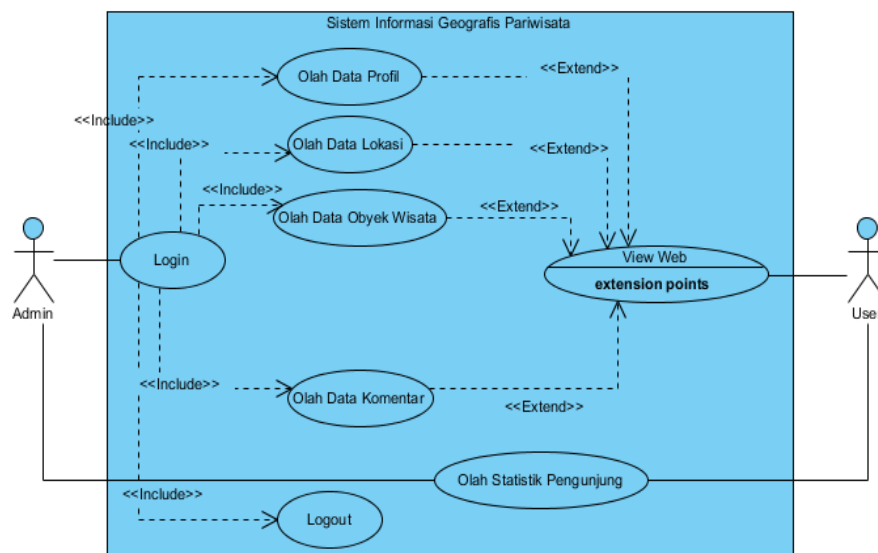 Sistem Informasi Geografis Pariwisata
Olah Data Profil
<<Extend>>
<<Include>>
<<Include>>
Olah Data Lokasi
<<Extend>>
<<Include>>
Olah Data Obyek Wisata
<<Extend>>
Login
View Web
extension points
Admin
User
<<Include>>
Olah Data Komentar
<<Extend>>
Olah Statistik Pengunjung
<<Include>>
Logout